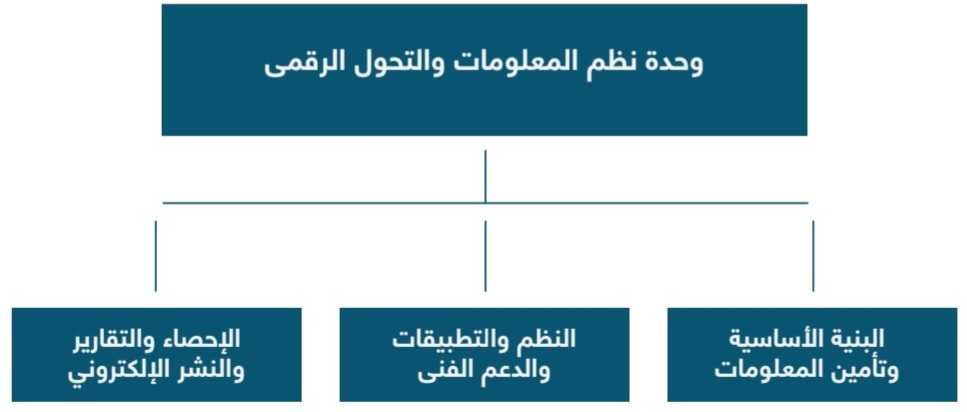 وحدة نظم المعلومات والتحول الرقمى
البنية الأساسية
وتأمين المعلومات
النظم والتطبيقات
والدعم الفنى
الإحصاء والتقارير
والنشر الإلكتروني